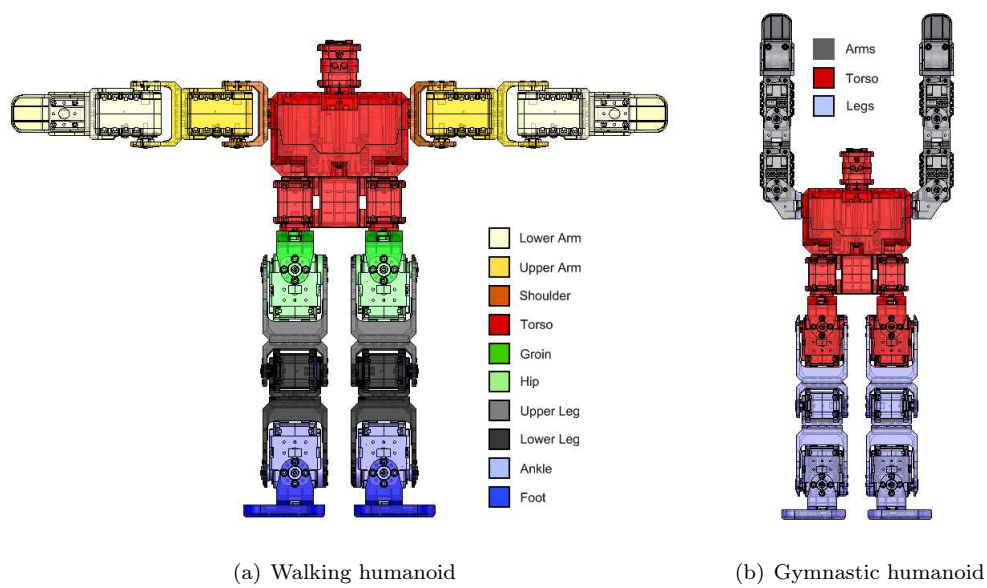 Arms
Torso
Legs
Lower Arm
Upper Arm
Shoulder
Torso
Groin
Hip
Upper Leg
Lower Leg
Ankle
Foot
(a) Walking humanoid
(b) Gymnastic humanoid